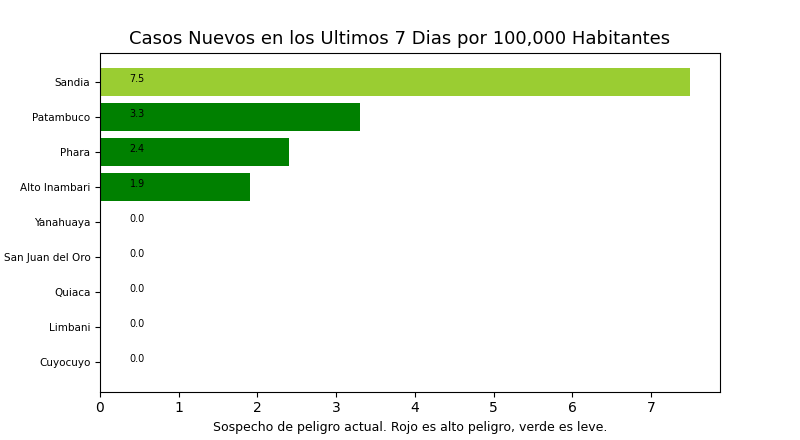 Casos Nuevos en los Ultimos 7 Dias por 100,000 Habitantes
Sandia 7.5
Patambuco 3.3
Phara 2.4
Alto Inambari 1.9
Yanahuaya 0.0
San Juan del Oro 0.0
Quiaca 0.0
Limbani 0.0
Cuyocuyo 0.0
0 1 2 3 4 5 6 7
Sospecho de peligro actual. Rojo es alto peligro, verde es leve.